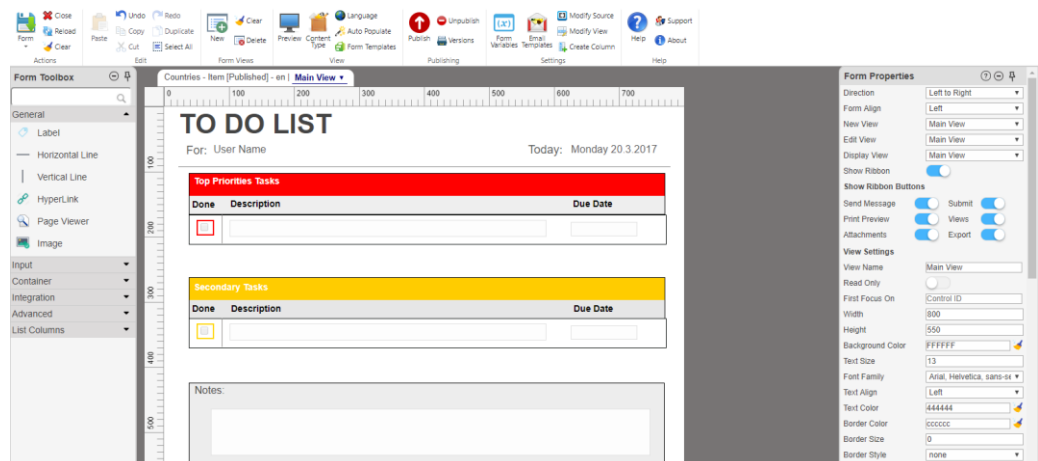 Close Undo Redo Clear Language Unpublish Modify Source Support
Reload Copy Duplicate Delete Auto Populate Versions Modify View About
Form Clear Paste Cut Select All New Preview Content Type Form Templates Publish Form Variables Email Templates Create Column Help
Actions Edit Form Views View Publishing Settings Help
Form Toolbox
General
Label
Horizontal Line
Vertical Line
HyperLink
Page Viewer
Image
Input
Container
Integration
Advanced
List Columns
Countries - Item [Published] - en | Main View
0 100 200 300 400 500 600 700
100
200
300
400
500
TO DO LIST
For: User Name Today: Monday 20.3.2017
Top Priorities Tasks
Done Description Due Date
Secondary Tasks
Done Description Due Date
Notes:
Form Properties
Direction Left to Right
Form Align Left
New View Main View
Edit View Main View
Display View Main View
Show Ribbon
Show Ribbon Buttons
Send Message Submit
Print Preview Views
Attachments Export
View Settings
View Name Main View
Read Only
First Focus On Control ID
Width 800
Height 550
Background Color FFFFFF
Text Size 13
Font Family Arial, Helvetica, sans-se
Text Align Left
Text Color 444444
Border Color cccccc
Border Size 0
Border Style none